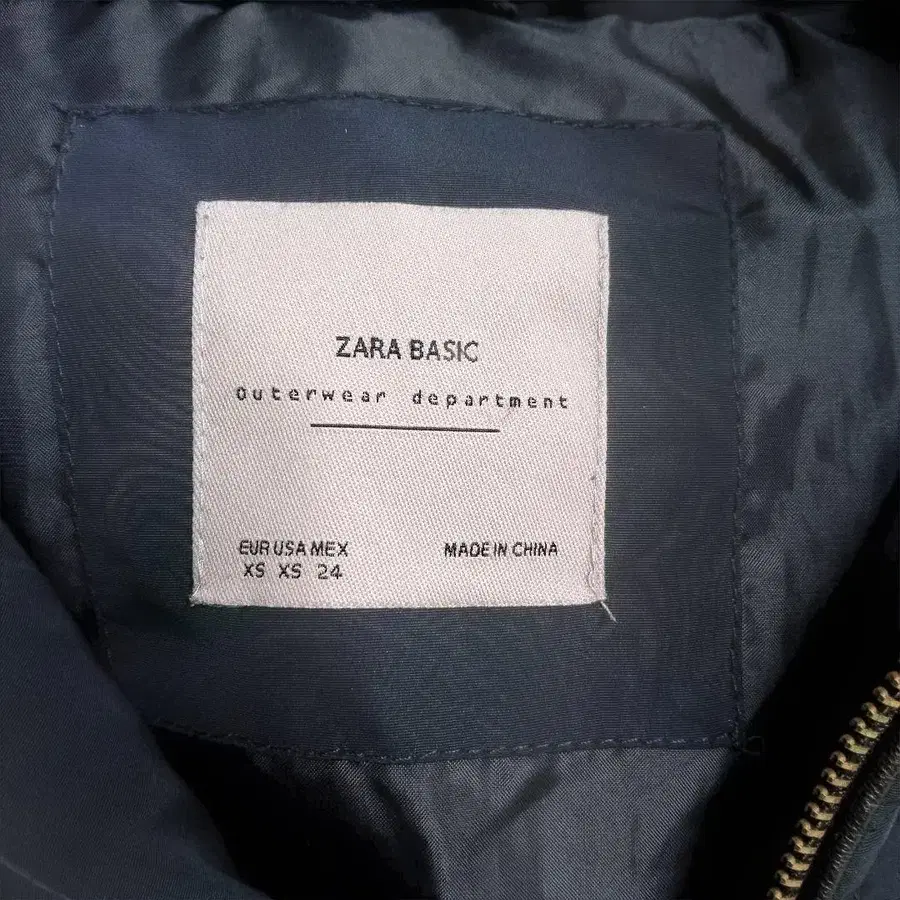 ZARA BASIC
Outerwear department
EUR USA MEX
XS XS 24
MADE IN CHINA